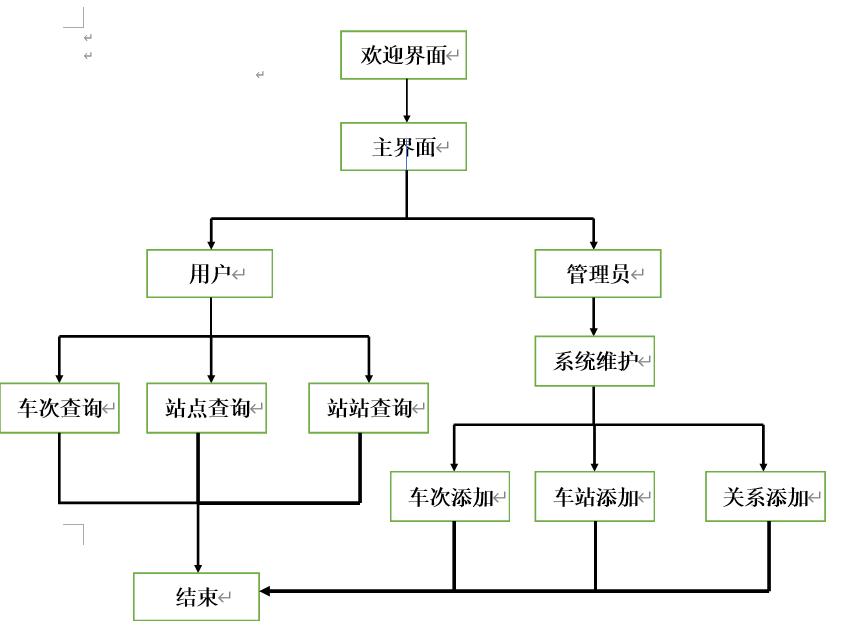 欢迎界面
主界面
用户
管理员
系统维护
车次查询
站点查询
站站查询
车次添加
车站添加
关系添加
结束